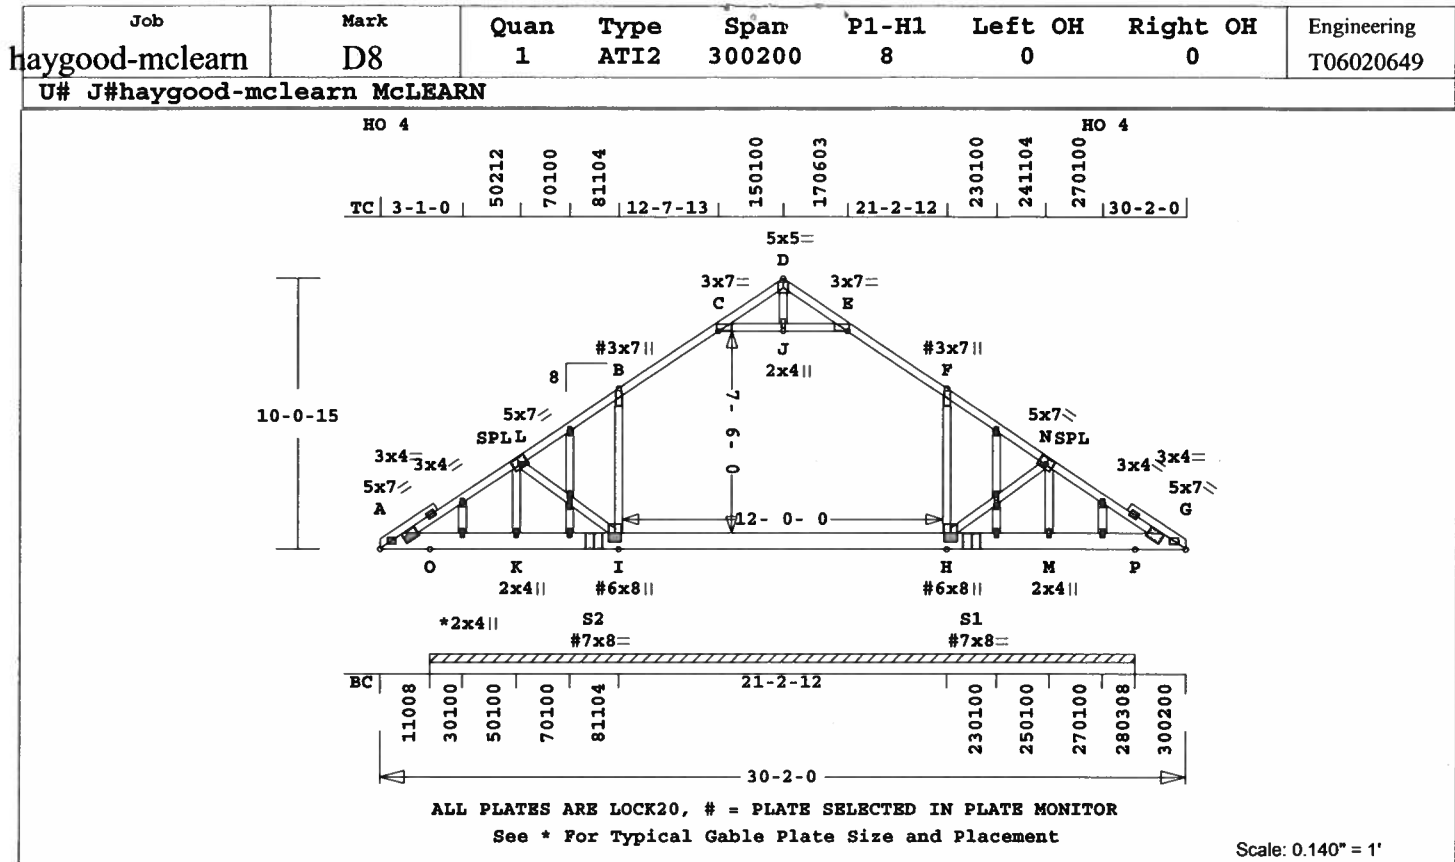 Job Mark Quan Type Span P1-H1 Left OH Right OH Engineering
haygood-mclearn D8 1 ATI2 300200 8 0 0 T06020649
U# J#haygood-mclearn McLEARN
HO 4 HO 4
TC 3-1-0 50212 70100 81104 12-7-13 150100 170603 21-2-12 230100 241104 270100 30-2-0
5x5=
D
3x7= 3x7=
C E
#3x7|| J #3x7||
B 2x4|| F
8
10-0-15
7-6-0
5x7 5x7
SPL L N SPL
3x4= 3x4 3x4 3x4=
5x7 5x7
A G
12-0-0
O K I H M P
2x4|| #6x8|| #6x8|| 2x4||
*2x4|| S2 S1
#7x8= #7x8=
BC 11008 30100 50100 70100 81104 21-2-12 230100 250100 270100 280308 300200
30-2-0
ALL PLATES ARE LOCK20, # = PLATE SELECTED IN PLATE MONITOR
See * For Typical Gable Plate Size and Placement
Scale: 0.140" = 1'